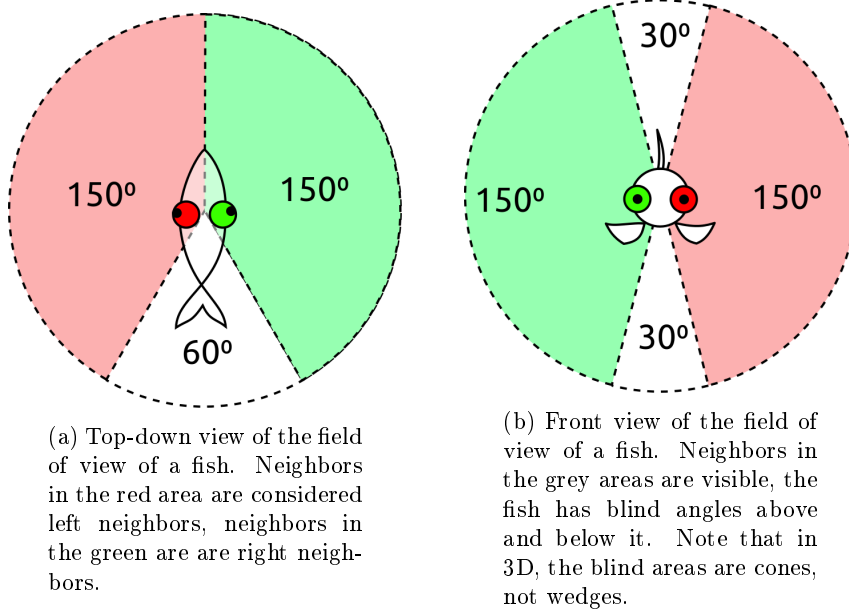 150⁰
150⁰
60⁰
(a) Top-down view of the field
of view of a fish. Neighbors
in the red area are considered
left neighbors, neighbors in
the green are are right neigh-
bors.
30⁰
150⁰
150⁰
30⁰
(b) Front view of the field of
view of a fish. Neighbors in
the grey areas are visible, the
fish has blind angles above
and below it. Note that in
3D, the blind areas are cones,
not wedges.